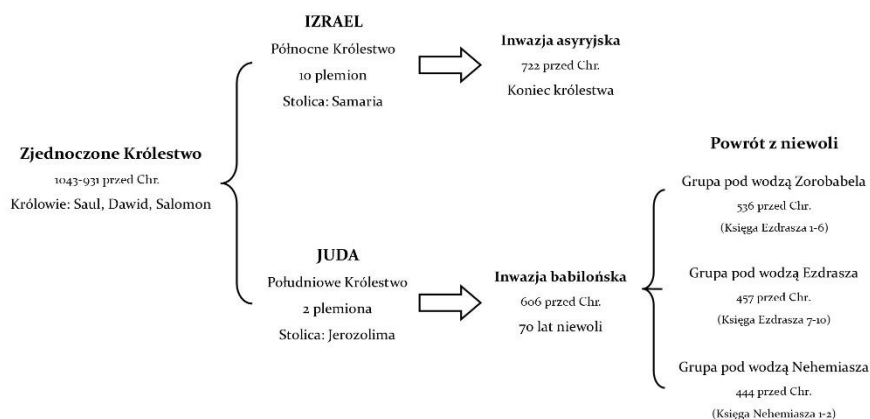 Zjednoczone Królestwo
1043-931 przed Chr.
Królowie: Saul, Dawid, Salomon
IZRAEL
Północne Królestwo
10 plemion
Stolica: Samaria
Inwazja asyryjska
722 przed Chr.
Koniec królestwa
JUDA
Południowe Królestwo
2 plemiona
Stolica: Jerozolima
Inwazja babilońska
606 przed Chr.
70 lat niewoli
Powrót z niewoli
Grupa pod wodzą Zorobabela
536 przed Chr.
(Księga Ezdrasza 1-6)
Grupa pod wodzą Ezdrasza
457 przed Chr.
(Księga Ezdrasza 7-10)
Grupa pod wodzą Nehemiasza
444 przed Chr.
(Księga Nehemiasza 1-2)